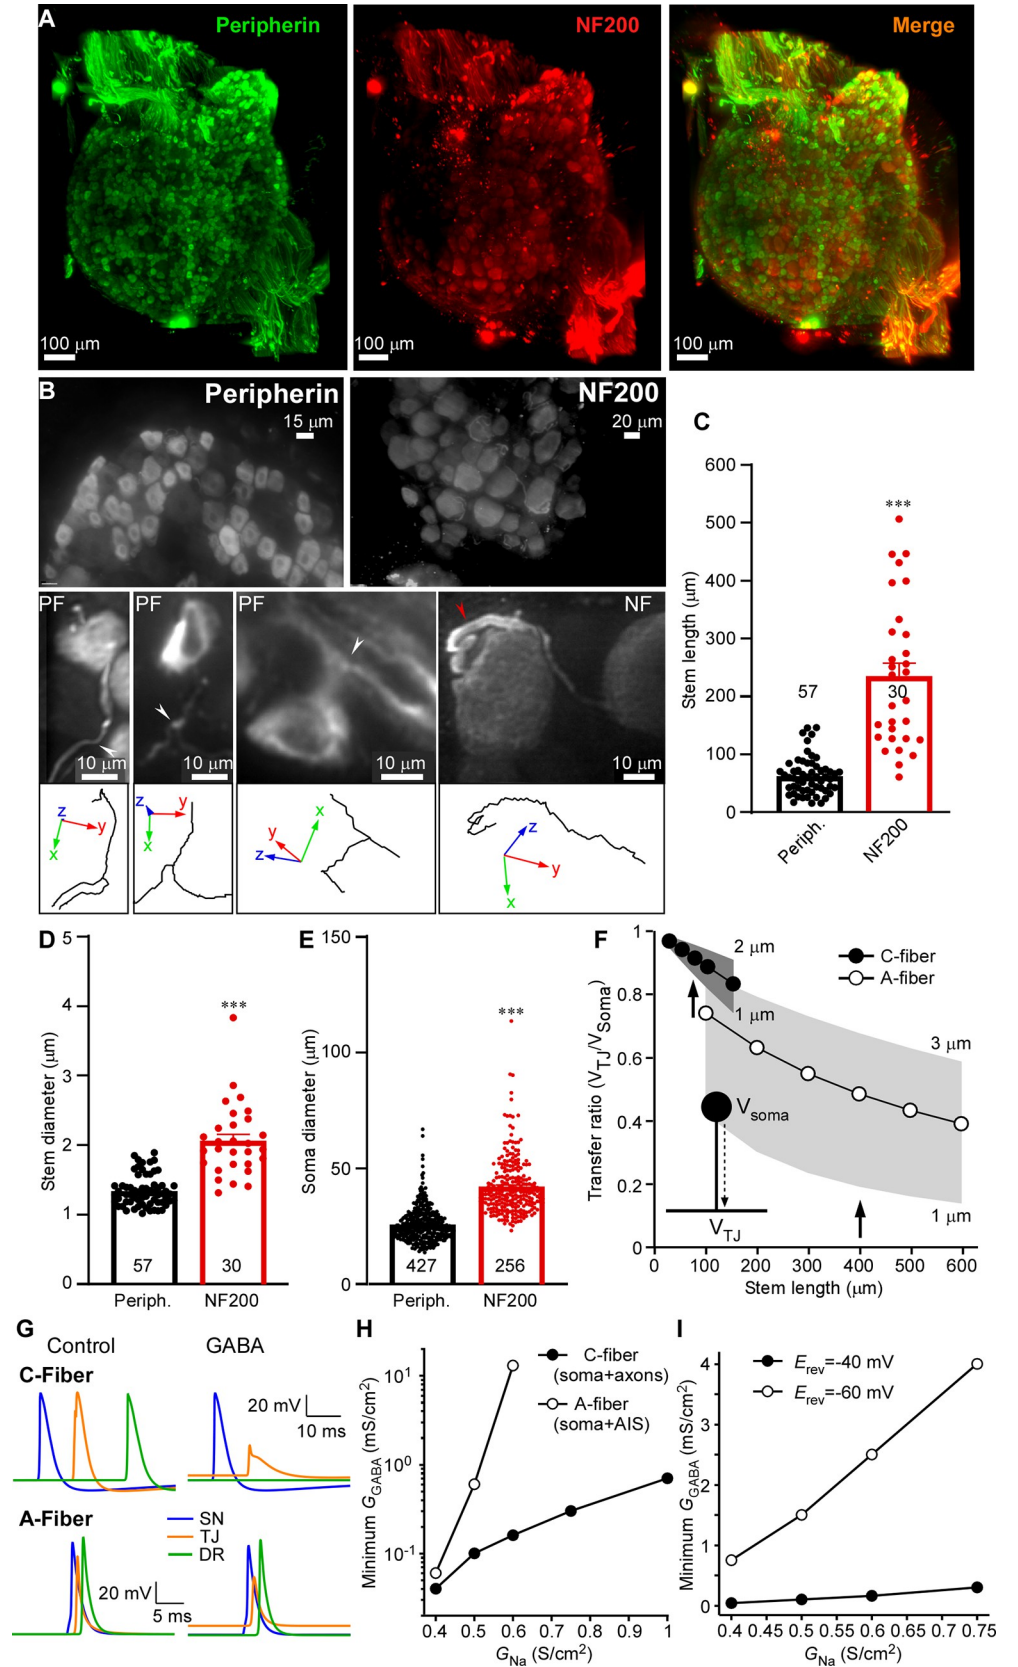 A
Peripherin
NF200
Merge
100 μm
100 μm
100 μm
B
Peripherin
15 μm
NF200
20 μm
PF
PF
PF
NF
10 μm
10 μm
10 μm
10 μm
z
y
x
z
y
x
x
y
z
z
y
x
C
Stem length (μm)
600
500
400
300
200
100
0
***
57
30
Periph.
NF200
D
Stem diameter (μm)
5
4
3
2
1
0
***
57
30
Periph.
NF200
E
Soma diameter (μm)
150
100
50
0
***
427
256
Periph.
NF200
F
Transfer ratio (VTJ/VSoma)
1
0.8
0.6
0.4
0.2
0
2 μm
C-fiber
A-fiber
1 μm
3 μm
Vsoma
1 μm
VTJ
0 100 200 300 400 500 600
Stem length (μm)
G
Control
GABA
C-Fiber
20 mV
10 ms
A-Fiber
SN
TJ
DR
20 mV
5 ms
H
Minimum GGABA (mS/cm2)
101
100
10-1
C-fiber
(soma+axons)
A-fiber
(soma+AIS)
0.4 0.5 0.6 0.7 0.8 0.9 1
GNa (S/cm2)
I
Minimum GGABA (mS/cm2)
4
3
2
1
0
Erev=-40 mV
Erev=-60 mV
0.4 0.45 0.5 0.55 0.6 0.65 0.7 0.75
GNa (S/cm2)